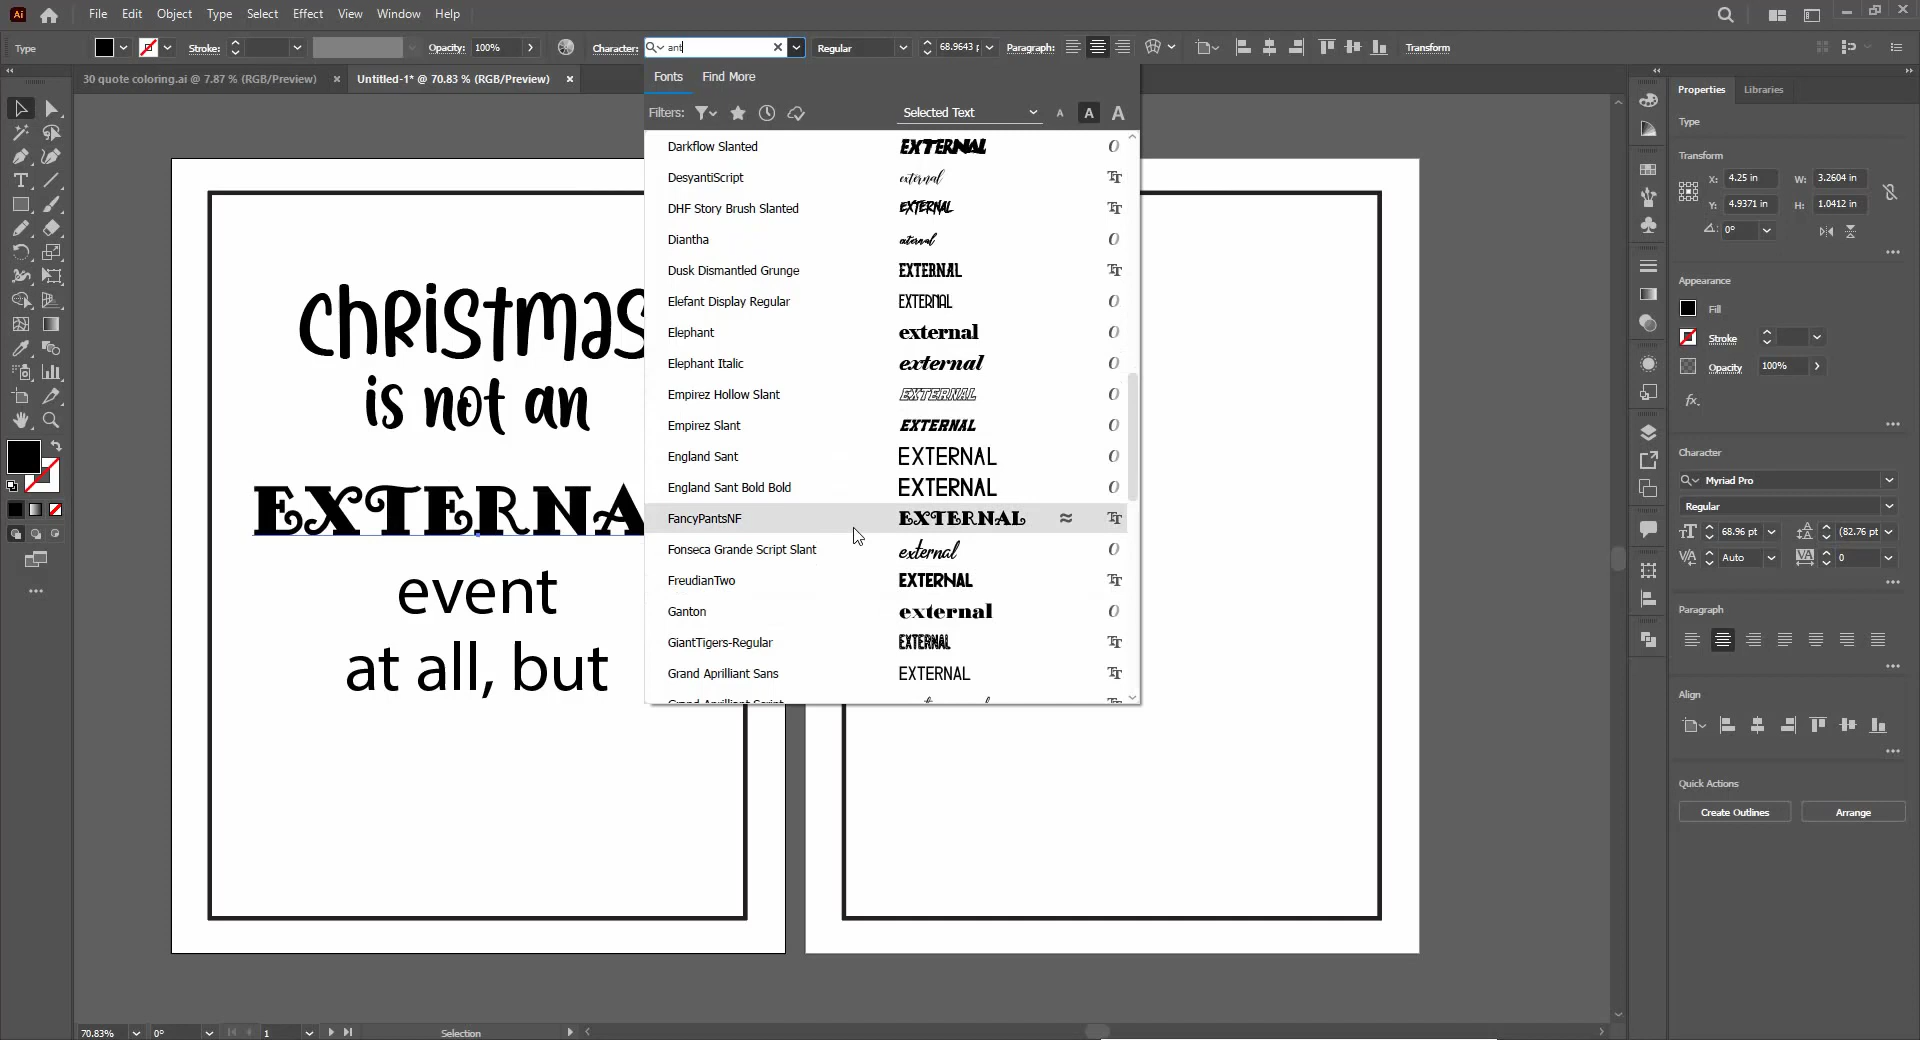 Ai File Edit Object Type Select Effect View Window Help
Type Stroke: Opacity: 100% Character: ant Regular 68.9643 p Paragraph: Transform
30 quote coloring.ai @ 7.87 % (RGB/Preview) × Untitled-1* @ 70.83 % (RGB/Preview) ×
Fonts Find More
Filters: Selected Text A A A
Darkflow Slanted EXTERNAL
DesyantiScript external
DHF Story Brush Slanted EXTERNAL
Diantha external
Dusk Dismantled Grunge EXTERNAL
Elefant Display Regular EXTERNAL
Elephant external
Elephant Italic external
Empirez Hollow Slant EXTERNAL
Empirez Slant EXTERNAL
England Sant EXTERNAL
England Sant Bold Bold EXTERNAL
FancyPantsNF EXTERNAL
Fonseca Grande Script Slant external
FreudianTwo EXTERNAL
Ganton external
GiantTigers-Regular EXTERNAL
Grand Aprilliant Sans EXTERNAL
Grand Aprilliant Script
christmas
is not an
EXTERNA
event
at all, but
Properties Libraries
Type
Transform
X: 4.25 in W: 3.2604 in
Y: 4.9371 in H: 1.0412 in
0°
Appearance
Fill
Stroke
Opacity 100%
fx.
Character
Myriad Pro
Regular
68.96 pt (82.76 pt)
Auto 0
Paragraph
Align
Quick Actions
Create Outlines Arrange
70.83% 0° 1 Selection